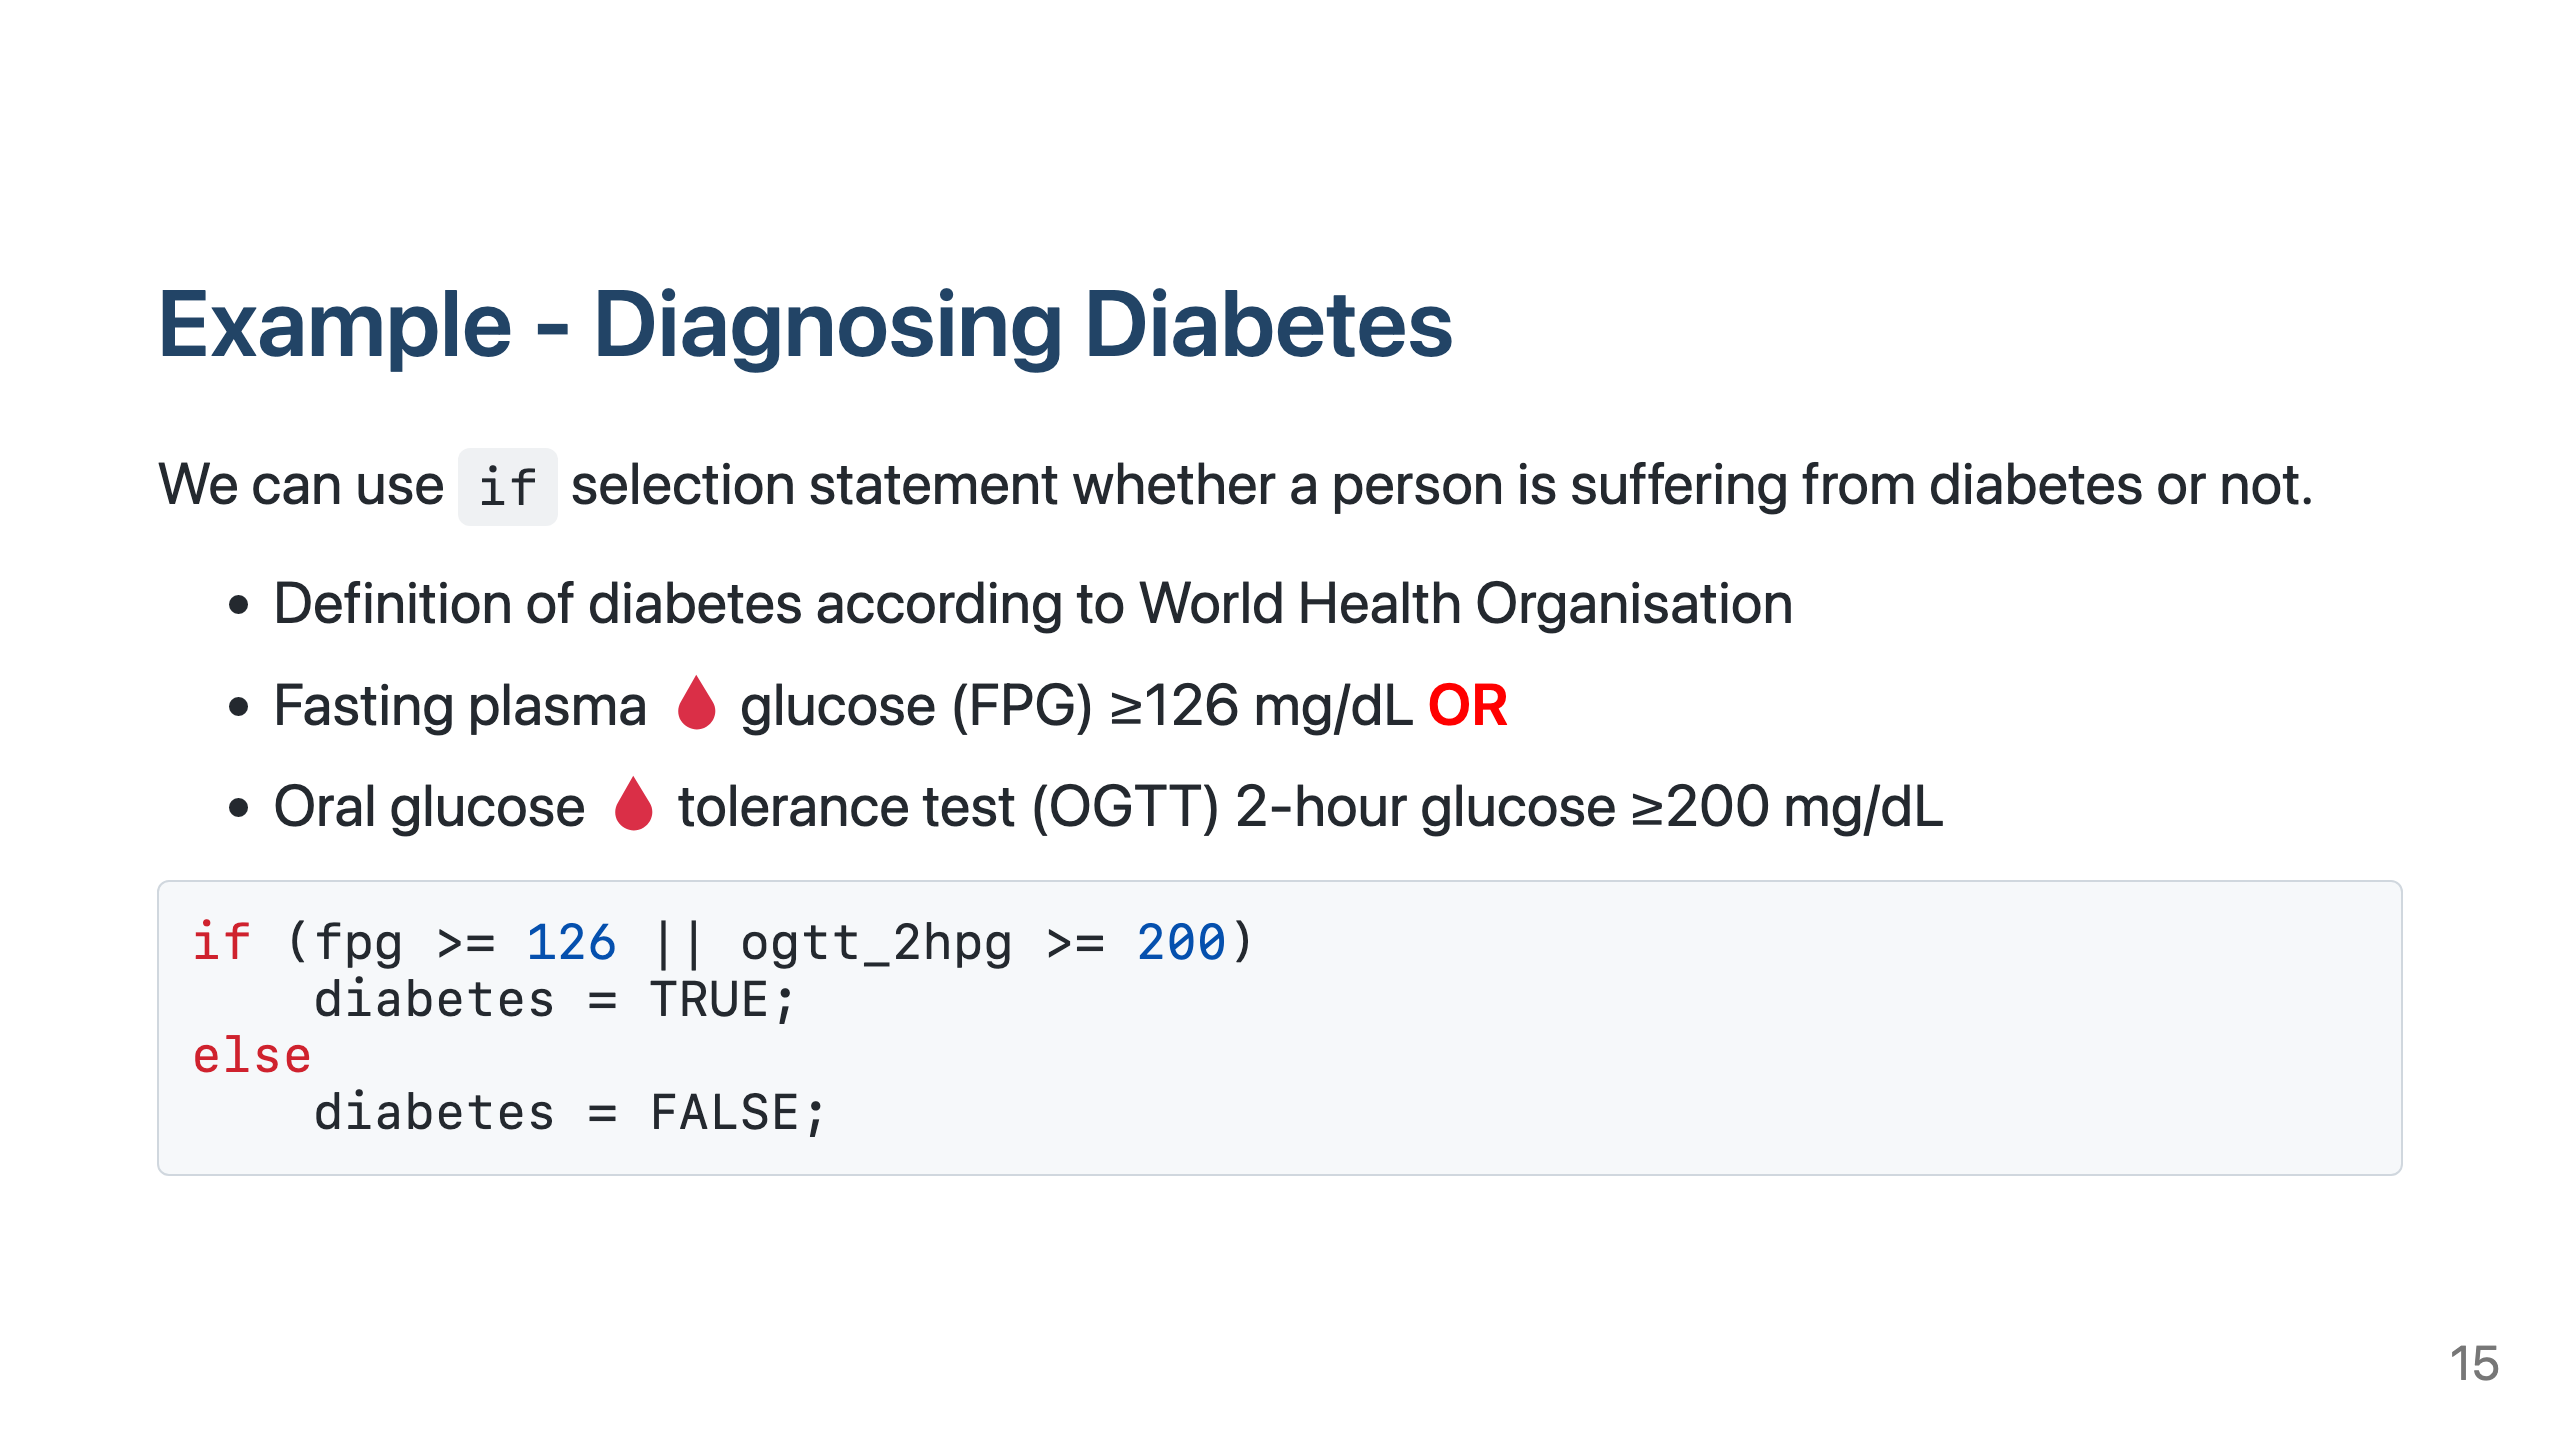 Example - Diagnosing Diabetes
We can use if selection statement whether a person is suffering from diabetes or not.
• Definition of diabetes according to World Health Organisation
• Fasting plasma 🩸 glucose (FPG) ≥126 mg/dL OR
• Oral glucose 🩸 tolerance test (OGTT) 2-hour glucose ≥200 mg/dL
if (fpg >= 126 || ogtt_2hpg >= 200)
    diabetes = TRUE;
else
    diabetes = FALSE;
15